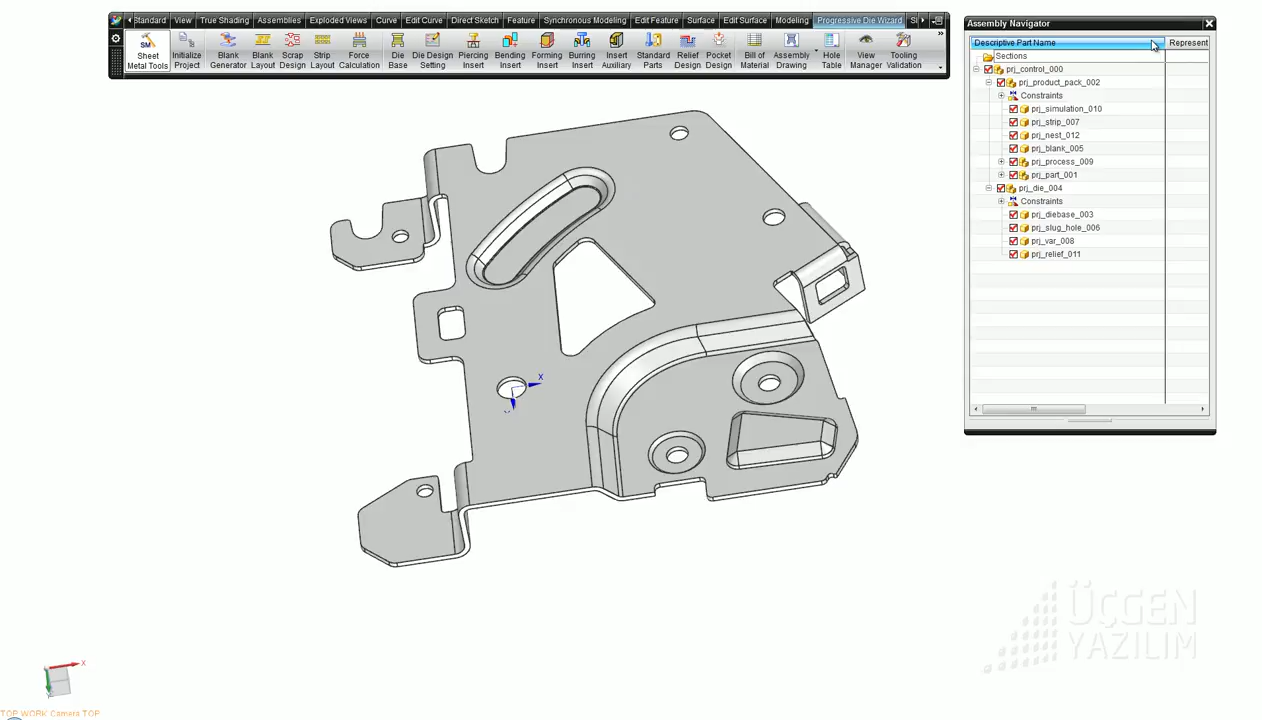 Standard View True Shading Assemblies Exploded Views Curve Edit Curve Direct Sketch Feature Synchronous Modeling Edit Feature Surface Edit Surface Modeling Progressive Die Wizard
Sheet Metal Tools
Initialize Project
Blank Generator
Blank Layout
Scrap Design
Strip Layout
Force Calculation
Die Base
Die Design Setting
Piercing Insert
Bending Insert
Forming Insert
Burring Insert
Insert Auxiliary
Standard Parts
Relief Design
Pocket Design
Bill of Material
Assembly Drawing
Hole Table
View Manager
Tooling Validation
Assembly Navigator
Descriptive Part Name Represent
Sections
prj_control_000
prj_product_pack_002
Constraints
prj_simulation_010
prj_strip_007
prj_nest_012
prj_blank_005
prj_process_009
prj_part_001
prj_die_004
Constraints
prj_diebase_003
prj_slug_hole_006
prj_var_008
prj_relief_011
X
ÜÇGEN
YAZILIM
X
TOP WORK Camera TOP